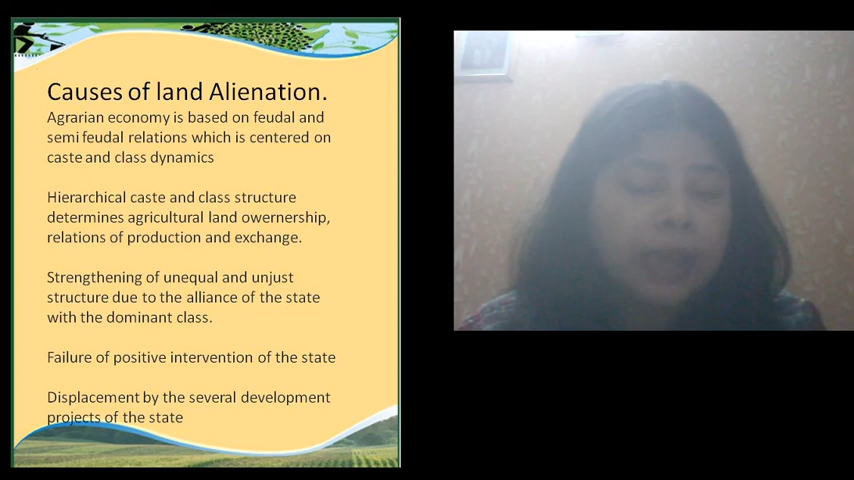 Causes of land Alienation.
Agrarian economy is based on feudal and
semi feudal relations which is centered on
caste and class dynamics
Hierarchical caste and class structure
determines agricultural land owernership,
relations of production and exchange.
Strengthening of unequal and unjust
structure due to the alliance of the state
with the dominant class.
Failure of positive intervention of the state
Displacement by the several development
projects of the state